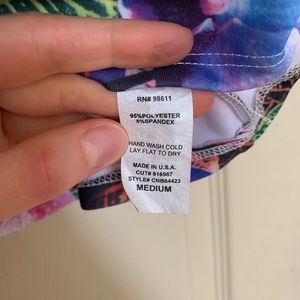 RN# 98611
95%POLYESTER
5%SPANDEX
HAND WASH COLD
LAY FLAT TO DRY
MADE IN U.S.A.
CUT# 616987
STYLE# CNIB84423
MEDIUM